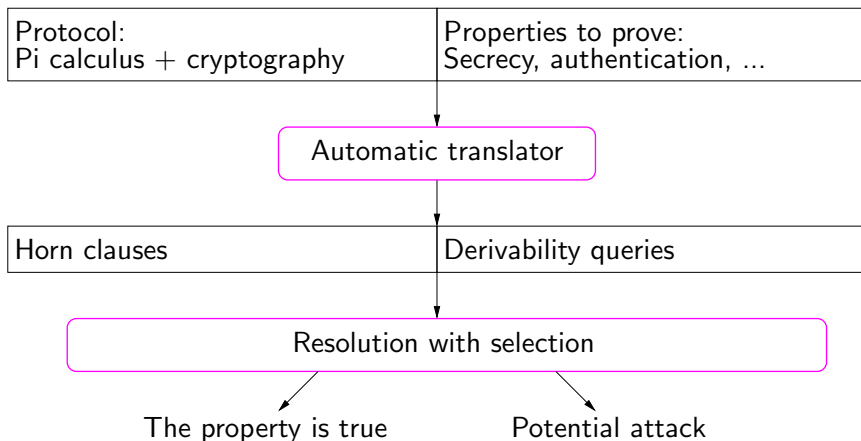 Protocol:
Pi calculus + cryptography
Properties to prove:
Secrecy, authentication, ...
Automatic translator
Horn clauses
Derivability queries
Resolution with selection
The property is true
Potential attack